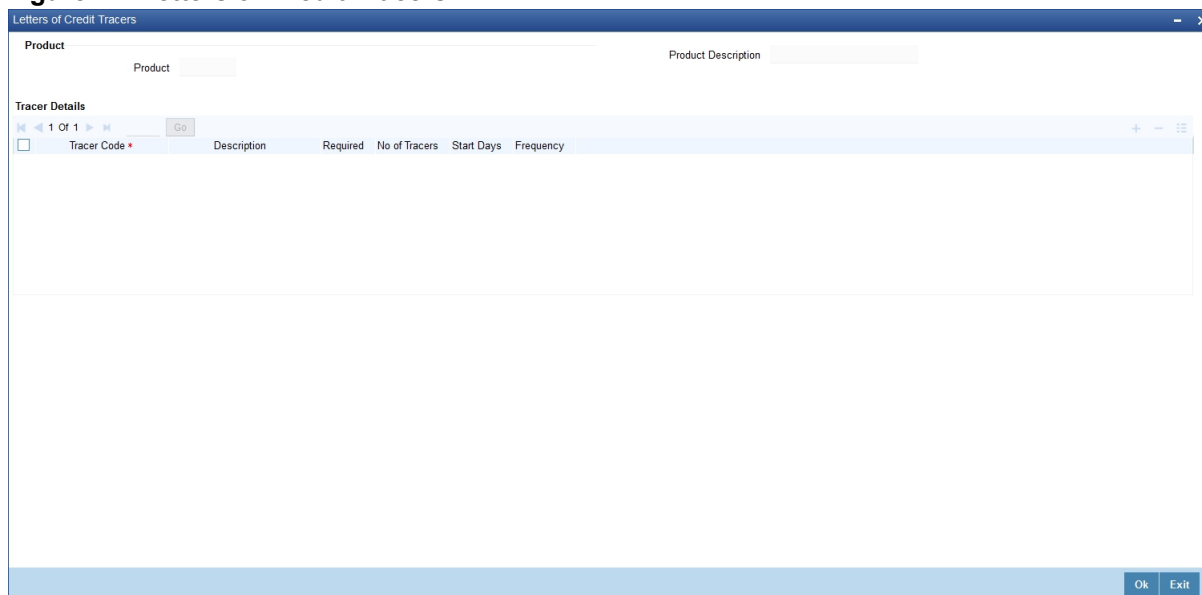 Letters of Credit Tracers
Product
Product Description
Product
Tracer Details
1 Of 1 Go
Tracer Code * Description Required No of Tracers Start Days Frequency
Ok Exit